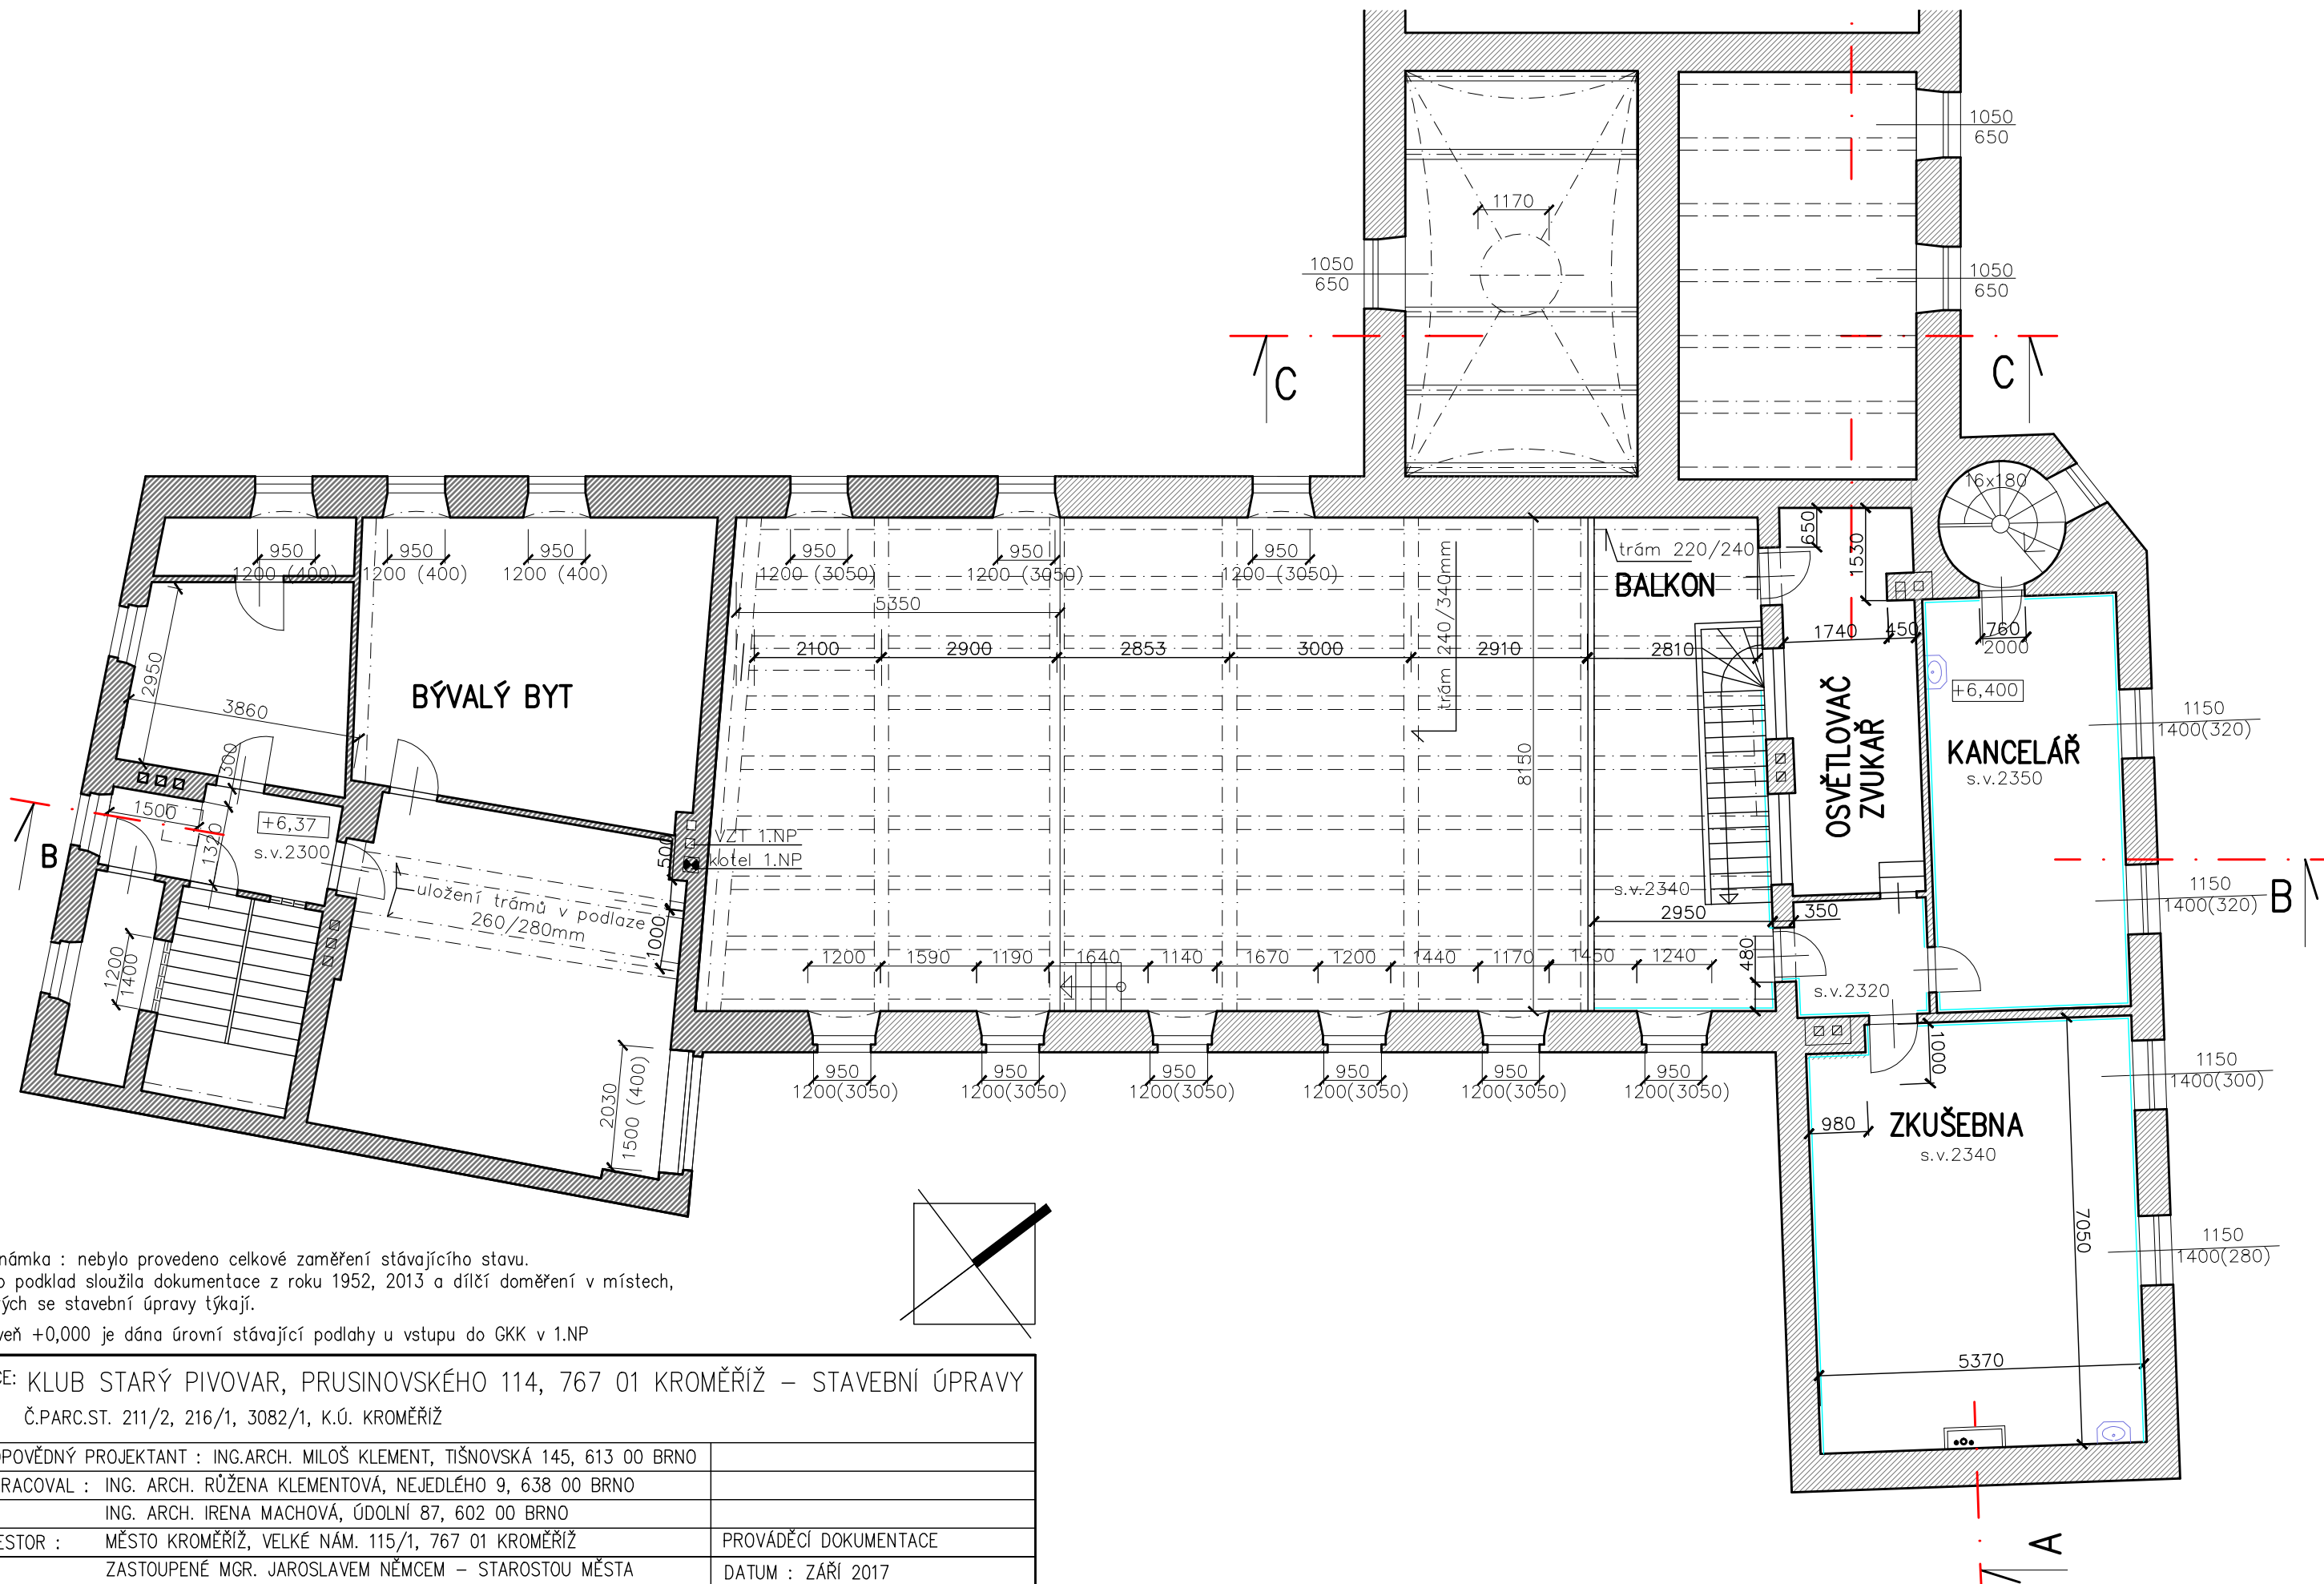 1050
650
1170
1050
650
1050
650
C
C
16x180
950
1200 (400)
950
1200 (400)
950
1200 (400)
950
1200 (3050)
950
1200 (3050)
950
1200 (3050)
trám 220/240
BALKON
650
1530
5350
2100
2900
2853
3000
2910
2810
1740
450
760
2000
+6,400
trám 240/340mm
8150
2950
3860
BÝVALÝ BYT
OSVĚTLOVAČ
ZVUKAŘ
KANCELÁŘ
s.v.2350
1150
1400(320)
300
1500
1320
+6,37
s.v.2300
B
VZT 1.NP
kotel 1.NP
500
uložení trámů v podlaze
260/280mm
1000
s.v.2340
2950
350
480
1150
1400(320)
B
1200
1400
1200
1590
1190
1640
1140
1670
1200
1440
1170
1450
1240
s.v.2320
1000
1150
1400(300)
2030
1500 (400)
950
1200(3050)
950
1200(3050)
950
1200(3050)
950
1200(3050)
950
1200(3050)
950
1200(3050)
980
ZKUŠEBNA
s.v.2340
7050
1150
1400(280)
5370
A
námka : nebylo provedeno celkové zaměření stávajícího stavu.
o podklad sloužila dokumentace z roku 1952, 2013 a dílčí doměření v místech,
ých se stavební úpravy týkají.
veň +0,000 je dána úrovní stávající podlahy u vstupu do GKK v 1.NP
CE: KLUB STARÝ PIVOVAR, PRUSINOVSKÉHO 114, 767 01 KROMĚŘÍŽ – STAVEBNÍ ÚPRAVY
Č.PARC.ST. 211/2, 216/1, 3082/1, K.Ú. KROMĚŘÍŽ
POVĚDNÝ PROJEKTANT : ING.ARCH. MILOŠ KLEMENT, TIŠNOVSKÁ 145, 613 00 BRNO
RACOVAL : ING. ARCH. RŮŽENA KLEMENTOVÁ, NEJEDLÉHO 9, 638 00 BRNO
ING. ARCH. IRENA MACHOVÁ, ÚDOLNÍ 87, 602 00 BRNO
ESTOR : MĚSTO KROMĚŘÍŽ, VELKÉ NÁM. 115/1, 767 01 KROMĚŘÍŽ
PROVÁDĚCÍ DOKUMENTACE
ZASTOUPENÉ MGR. JAROSLAVEM NĚMCEM – STAROSTOU MĚSTA
DATUM : ZÁŘÍ 2017